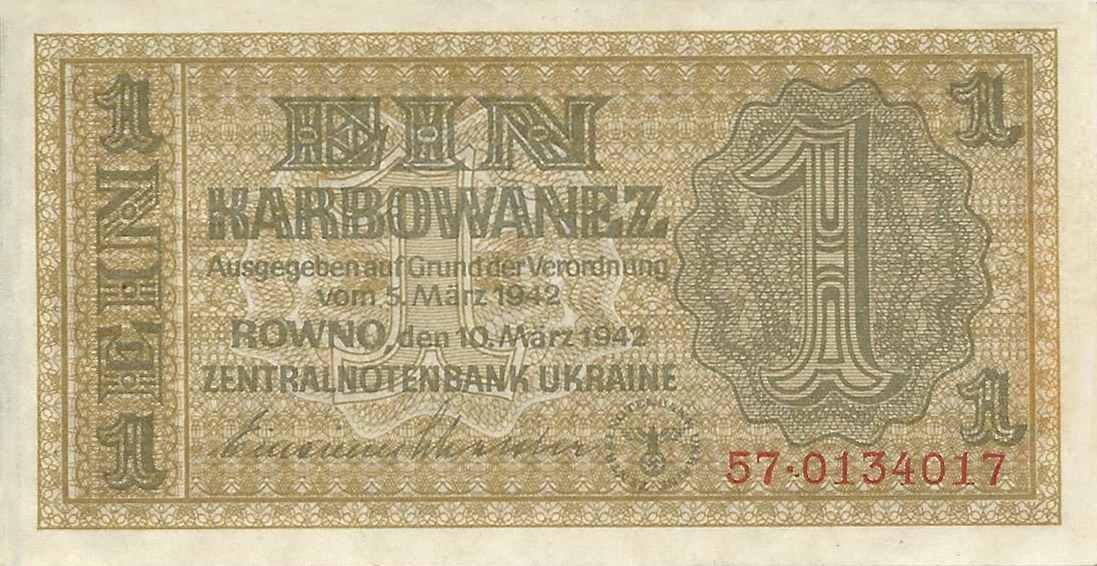 1
EIN
1
EIN
KARBOWANEZ
Ausgegeben auf Grund der Verordnung
vom 5. März 1942
ROWNO, den 10. März 1942
ZENTRALNOTENBANK UKRAINE
1
1
1
57·0134017